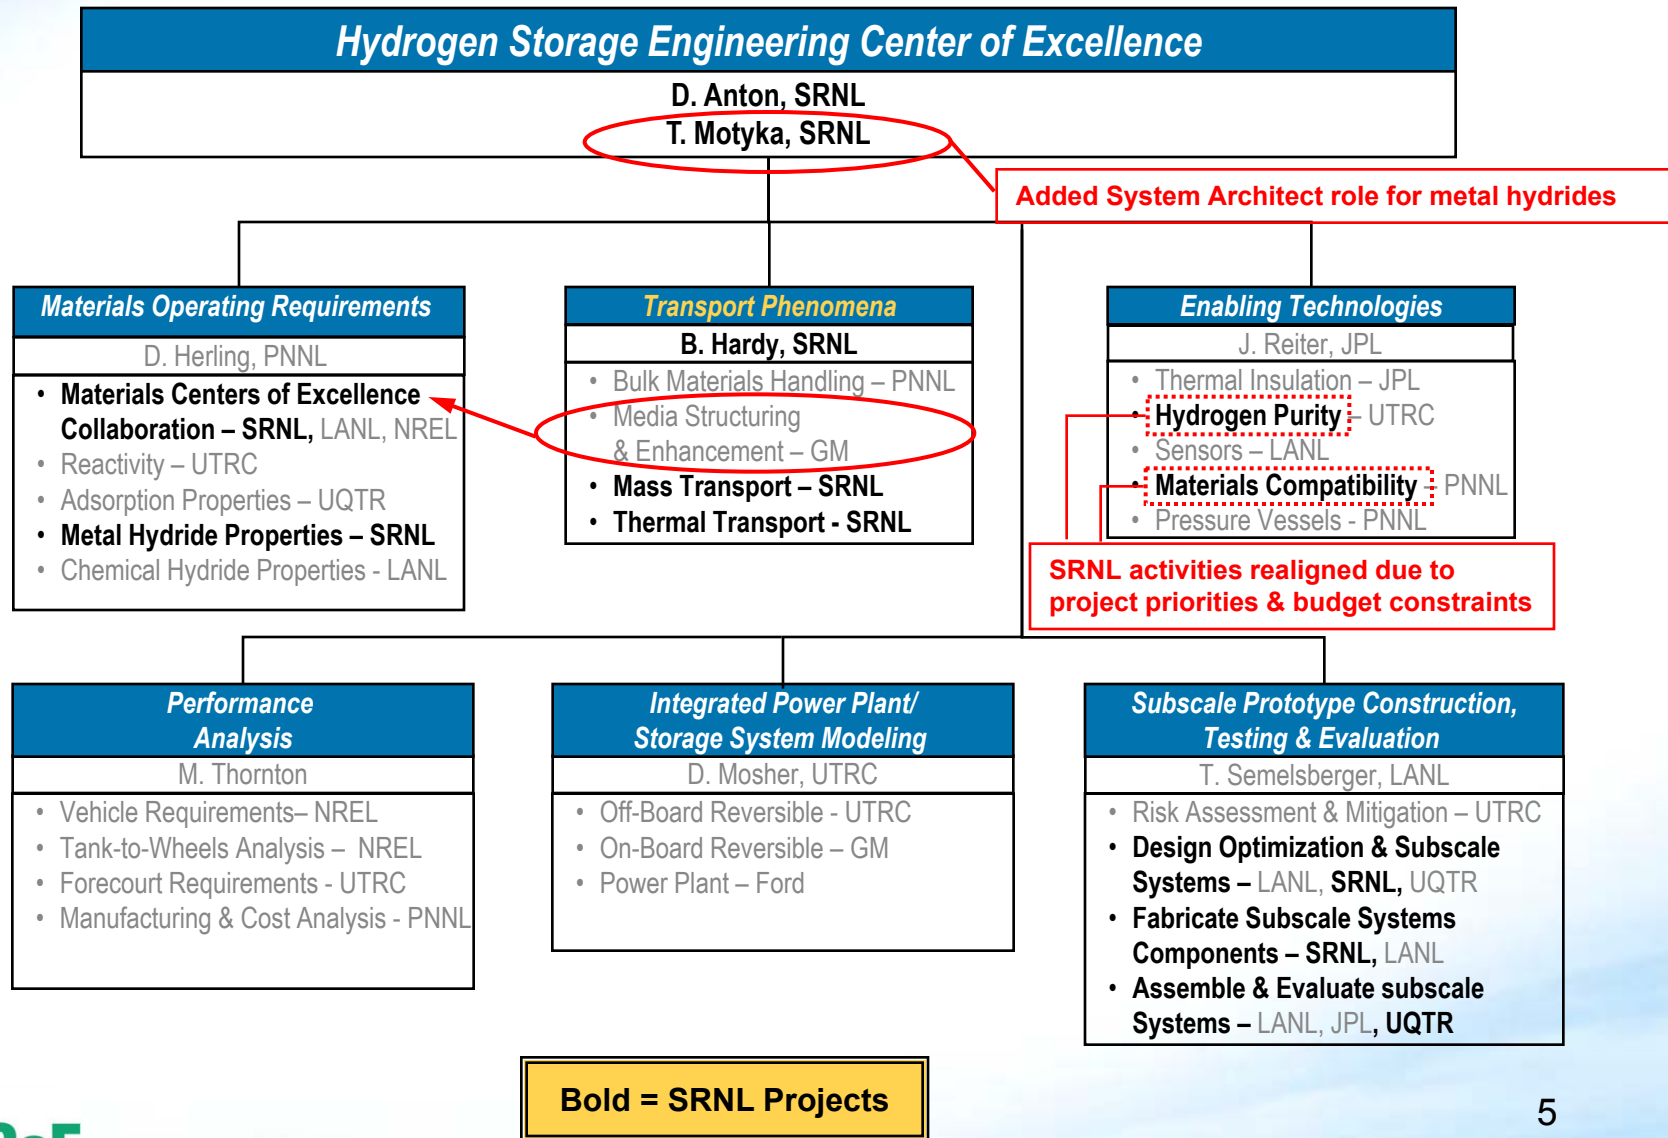 Hydrogen Storage Engineering Center of Excellence
D. Anton, SRNL
T. Motyka, SRNL
Added System Architect role for metal hydrides
Materials Operating Requirements
D. Herling, PNNL
• Materials Centers of Excellence
Collaboration – SRNL, LANL, NREL
• Reactivity – UTRC
• Adsorption Properties – UQTR
• Metal Hydride Properties – SRNL
• Chemical Hydride Properties - LANL
Transport Phenomena
B. Hardy, SRNL
• Bulk Materials Handling – PNNL
• Media Structuring
& Enhancement – GM
• Mass Transport – SRNL
• Thermal Transport - SRNL
Enabling Technologies
J. Reiter, JPL
• Thermal Insulation – JPL
• Hydrogen Purity – UTRC
• Sensors – LANL
• Materials Compatibility – PNNL
• Pressure Vessels - PNNL
SRNL activities realigned due to
project priorities & budget constraints
Performance
Analysis
M. Thornton
• Vehicle Requirements– NREL
• Tank-to-Wheels Analysis – NREL
• Forecourt Requirements - UTRC
• Manufacturing & Cost Analysis - PNNL
Integrated Power Plant/
Storage System Modeling
D. Mosher, UTRC
• Off-Board Reversible - UTRC
• On-Board Reversible – GM
• Power Plant – Ford
Subscale Prototype Construction,
Testing & Evaluation
T. Semelsberger, LANL
• Risk Assessment & Mitigation – UTRC
• Design Optimization & Subscale
Systems – LANL, SRNL, UQTR
• Fabricate Subscale Systems
Components – SRNL, LANL
• Assemble & Evaluate subscale
Systems – LANL, JPL, UQTR
Bold = SRNL Projects
5